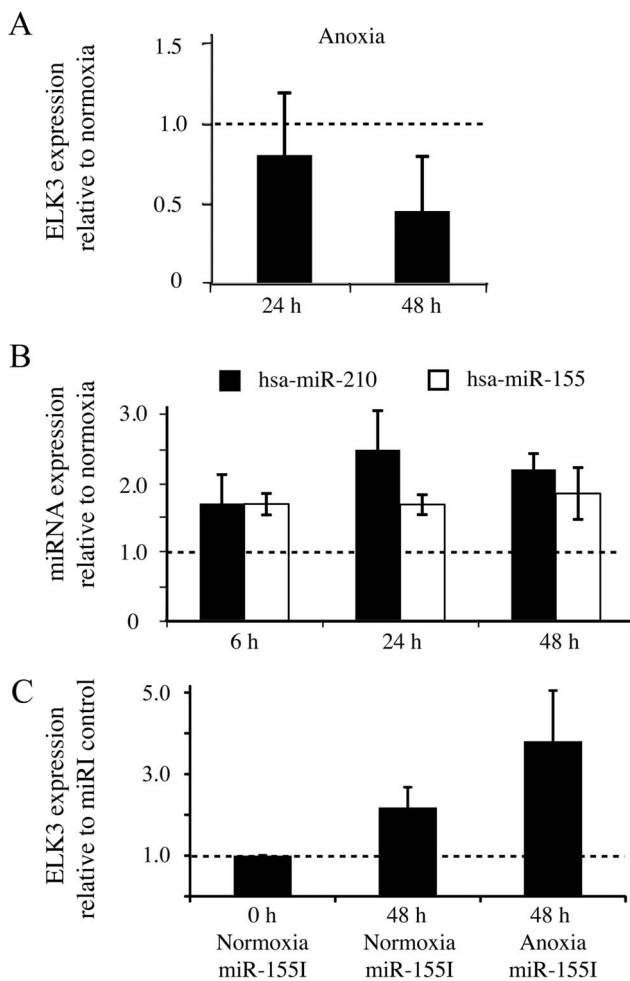 A
Anoxia
ELK3 expression
relative to normoxia
1.5
1.0
0.5
0
24 h
48 h
B
hsa-miR-210
hsa-miR-155
miRNA expression
relative to normoxia
3.0
2.0
1.0
0
6 h
24 h
48 h
C
ELK3 expression
relative to miRI control
5.0
3.0
1.0
0 h
48 h
48 h
Normoxia
Normoxia
Anoxia
miR-155I
miR-155I
miR-155I